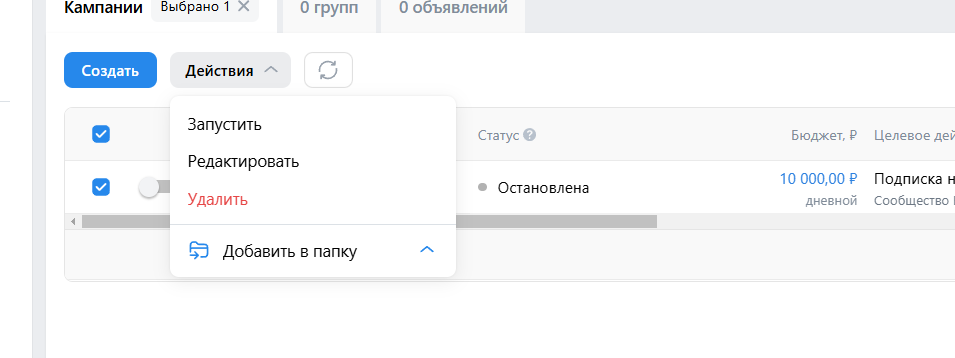 Кампании Выбрано 1 0 групп 0 объявлений
Создать Действия
Запустить
Редактировать
Удалить
Добавить в папку
Статус Бюджет, ₽ Целевое дей
Остановлена 10 000,00 ₽ Подписка н
дневной Сообщество